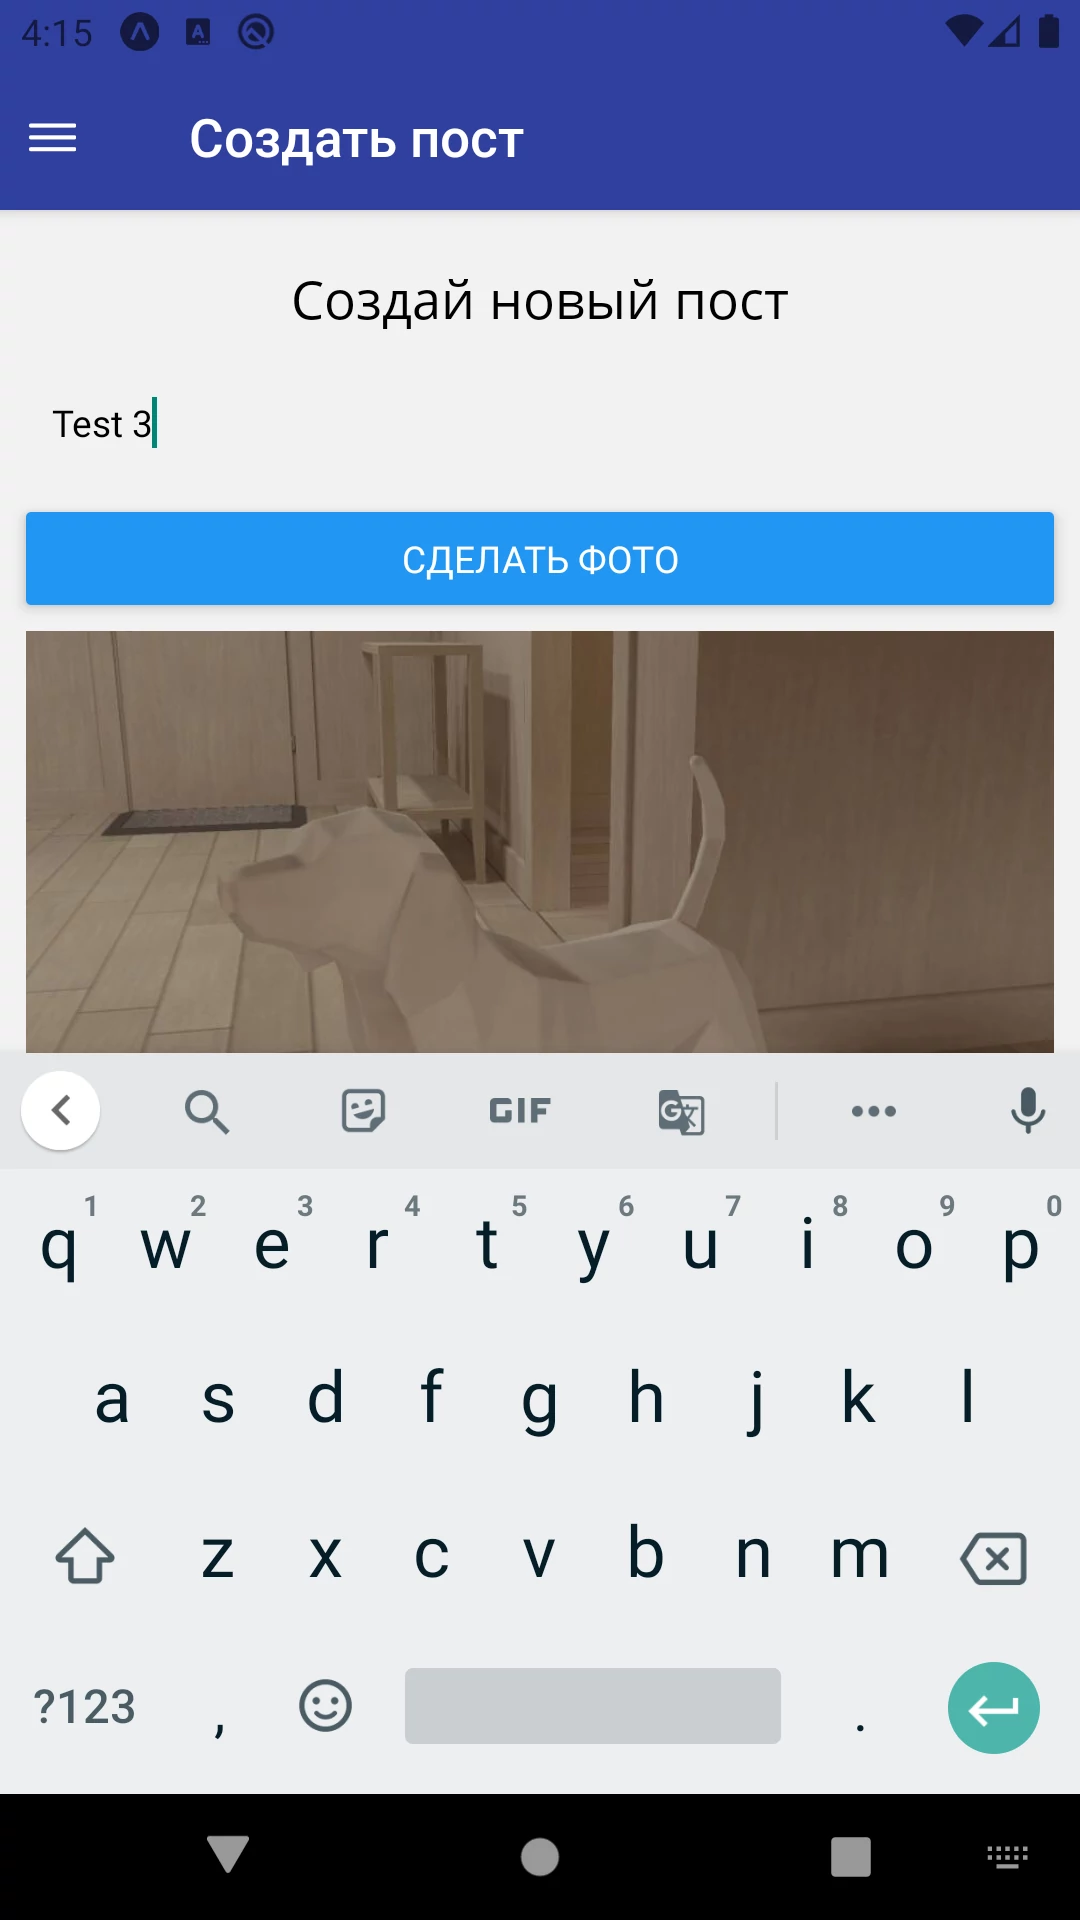 4:15
Создать пост
Создай новый пост
Test 3
СДЕЛАТЬ ФОТО
GIF
1 2 3 4 5 6 7 8 9 0
q w e r t y u i o p
a s d f g h j k l
z x c v b n m
?123 , .